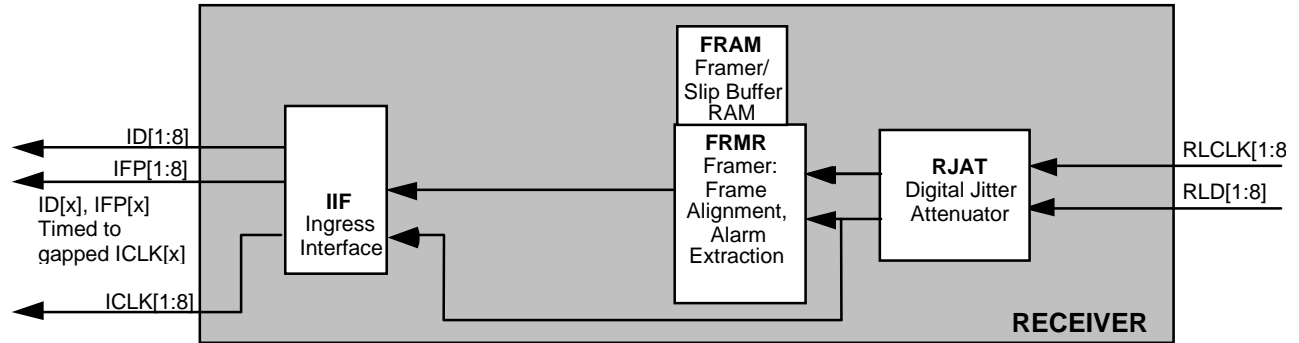 FRAM
Framer/
Slip Buffer
RAM
ID[1:8]
IFP[1:8]
ID[x], IFP[x]
Timed to
gapped ICLK[x]
ICLK[1:8]
IIF
Ingress
Interface
FRMR
Framer:
Frame
Alignment,
Alarm
Extraction
RJAT
Digital Jitter
Attenuator
RLCLK[1:8
RLD[1:8]
RECEIVER